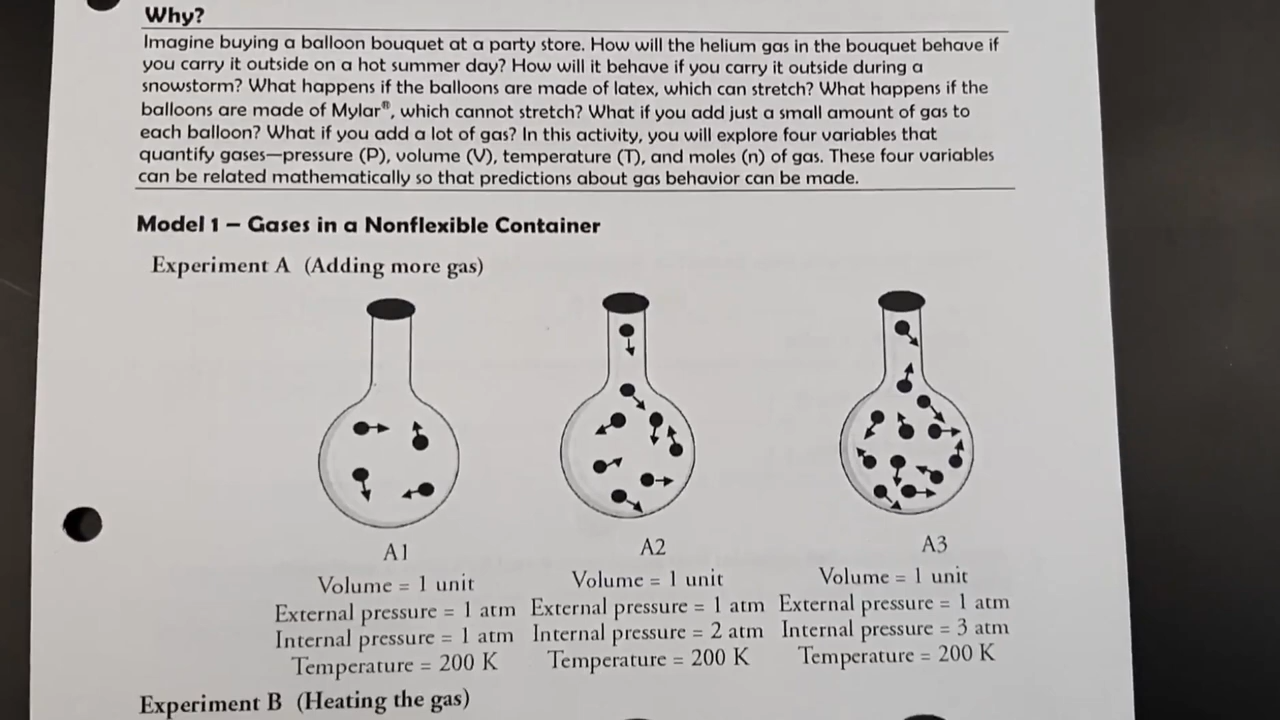 Why?
Imagine buying a balloon bouquet at a party store. How will the helium gas in the bouquet behave if
you carry it outside on a hot summer day? How will it behave if you carry it outside during a
snowstorm? What happens if the balloons are made of latex, which can stretch? What happens if the
balloons are made of Mylar®, which cannot stretch? What if you add just a small amount of gas to
each balloon? What if you add a lot of gas? In this activity, you will explore four variables that
quantify gases—pressure (P), volume (V), temperature (T), and moles (n) of gas. These four variables
can be related mathematically so that predictions about gas behavior can be made.
Model 1 – Gases in a Nonflexible Container
Experiment A (Adding more gas)
A1
Volume = 1 unit
External pressure = 1 atm
Internal pressure = 1 atm
Temperature = 200 K
A2
Volume = 1 unit
External pressure = 1 atm
Internal pressure = 2 atm
Temperature = 200 K
A3
Volume = 1 unit
External pressure = 1 atm
Internal pressure = 3 atm
Temperature = 200 K
Experiment B (Heating the gas)